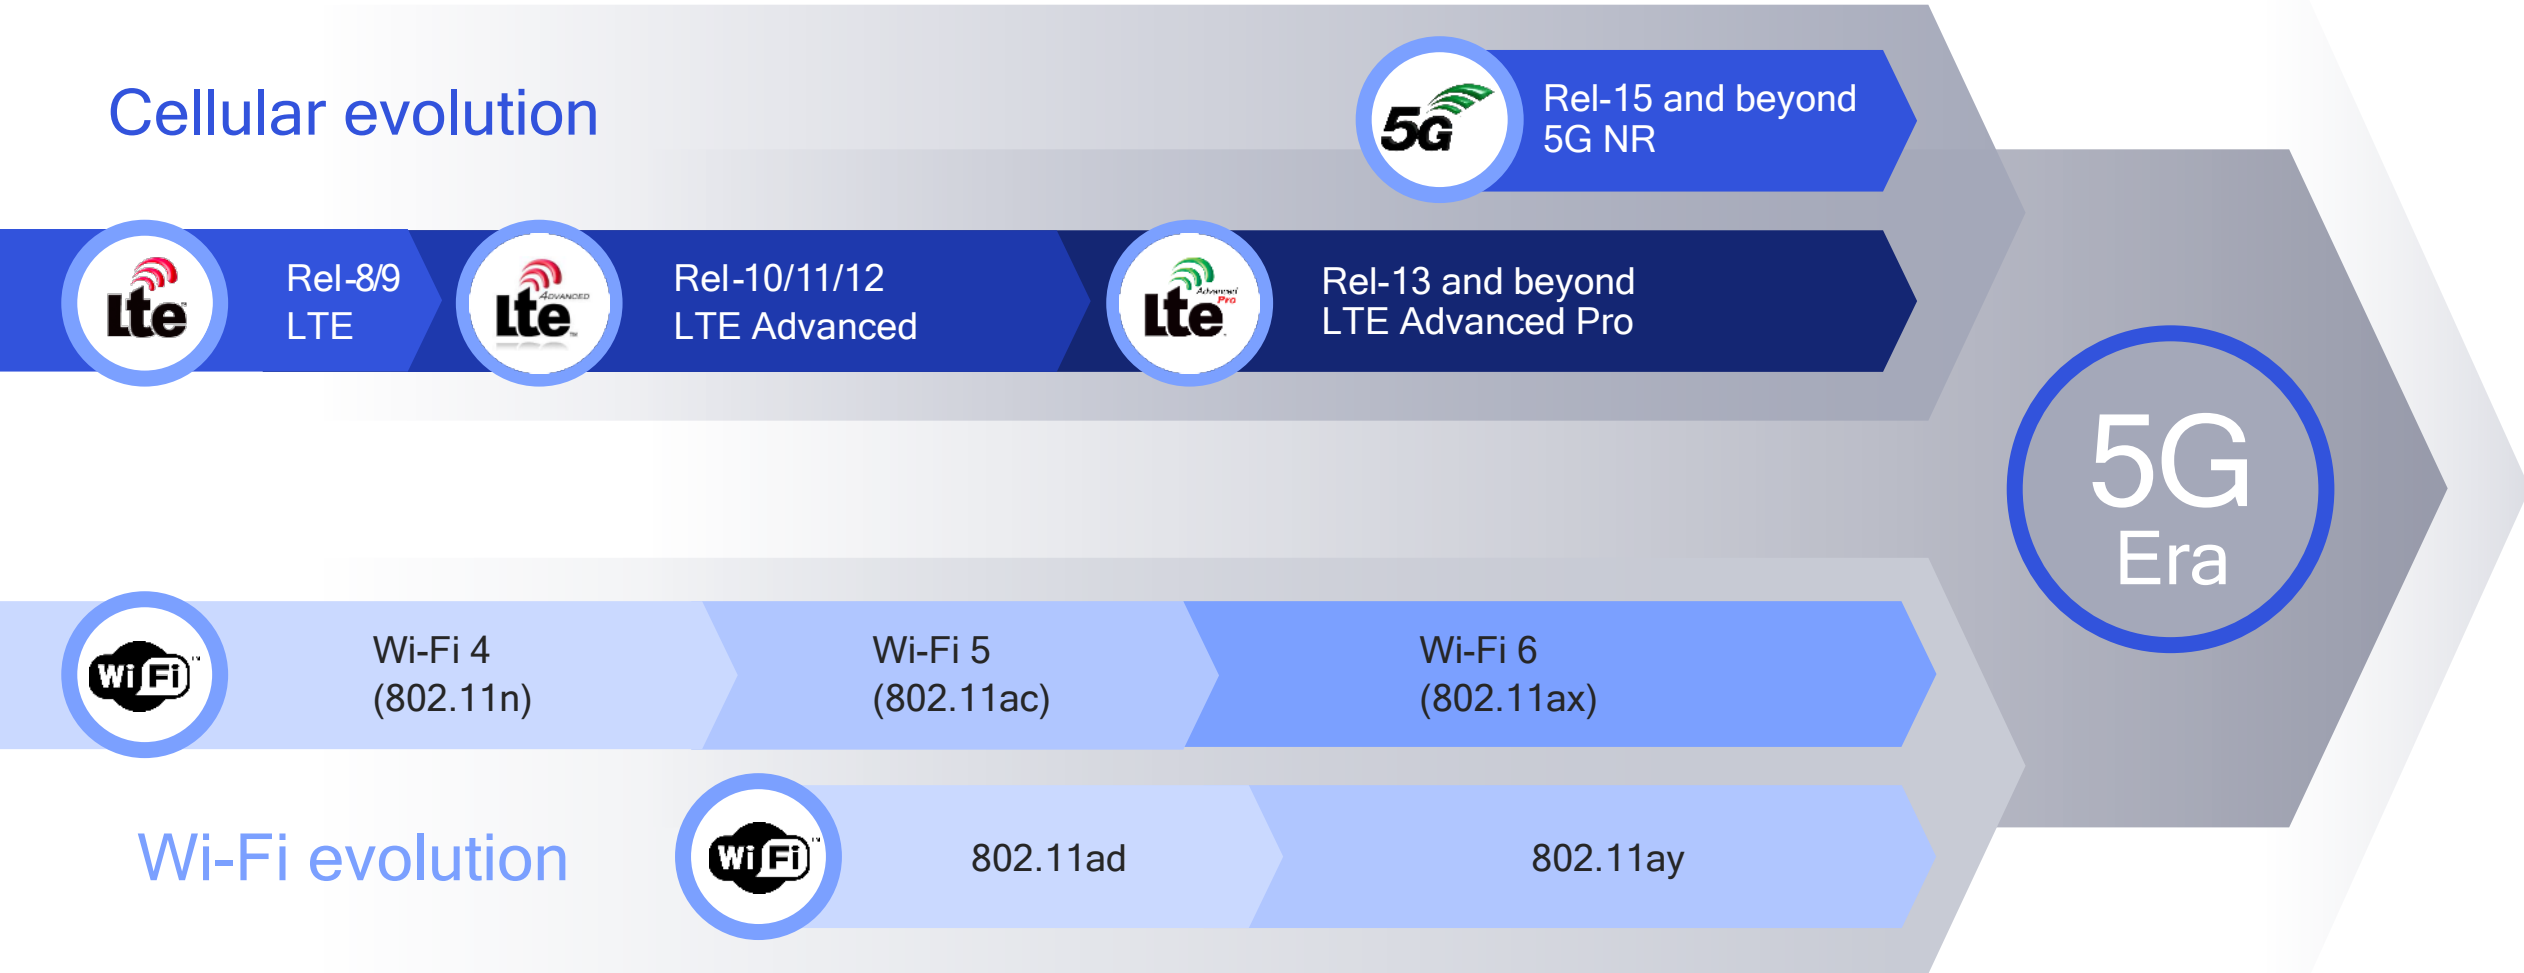 Cellular evolution
5G
Rel-15 and beyond
5G NR
Lte
Rel-8/9
LTE
Lte
ADVANCED
Rel-10/11/12
LTE Advanced
Lte
Advanced
Pro
Rel-13 and beyond
LTE Advanced Pro
5G
Era
Wi Fi
Wi-Fi 4
(802.11n)
Wi-Fi 5
(802.11ac)
Wi-Fi 6
(802.11ax)
Wi-Fi evolution
Wi Fi
802.11ad
802.11ay